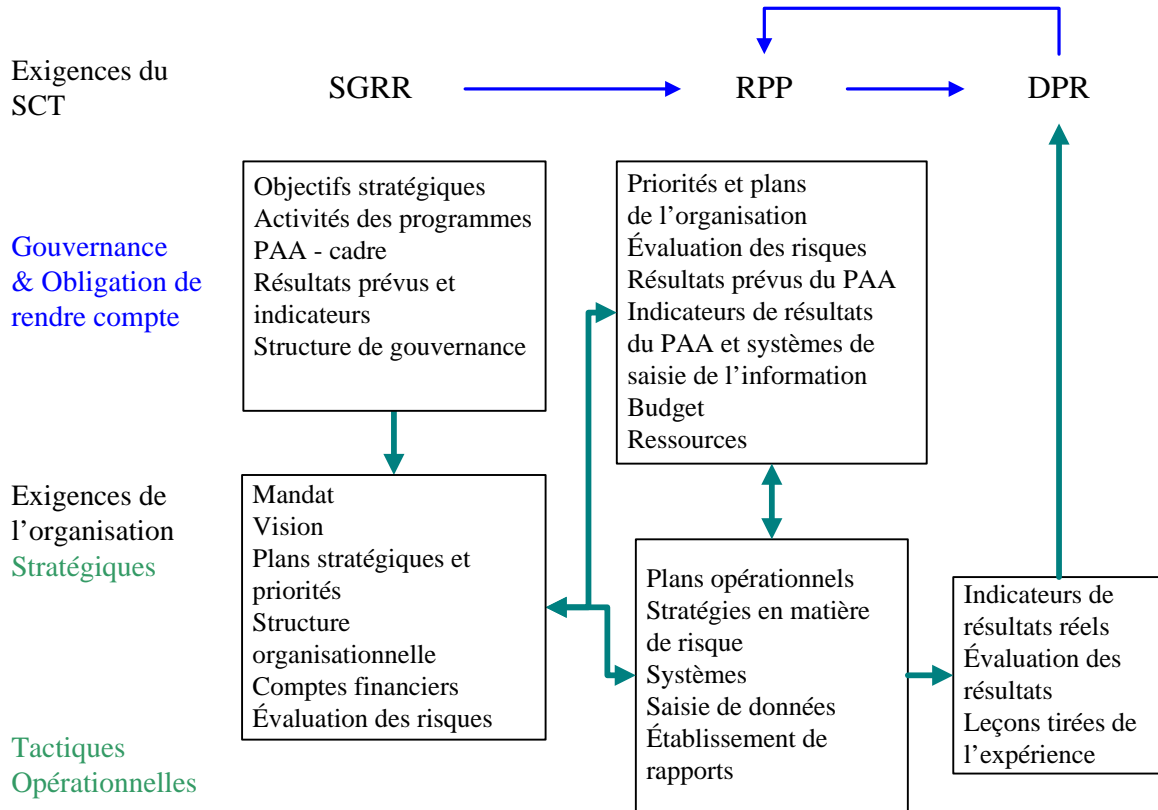 Exigences du
SCT
SGRR
RPP
DPR
Gouvernance
& Obligation de
rendre compte
Objectifs stratégiques
Activités des programmes
PAA - cadre
Résultats prévus et
indicateurs
Structure de gouvernance
Priorités et plans
de l’organisation
Évaluation des risques
Résultats prévus du PAA
Indicateurs de résultats
du PAA et systèmes de
saisie de l’information
Budget
Ressources
Exigences de
l’organisation
Stratégiques
Mandat
Vision
Plans stratégiques et
priorités
Structure
organisationnelle
Comptes financiers
Évaluation des risques
Plans opérationnels
Stratégies en matière
de risque
Systèmes
Saisie de données
Établissement de
rapports
Indicateurs de
résultats réels
Évaluation des
résultats
Leçons tirées de
l’expérience
Tactiques
Opérationnelles